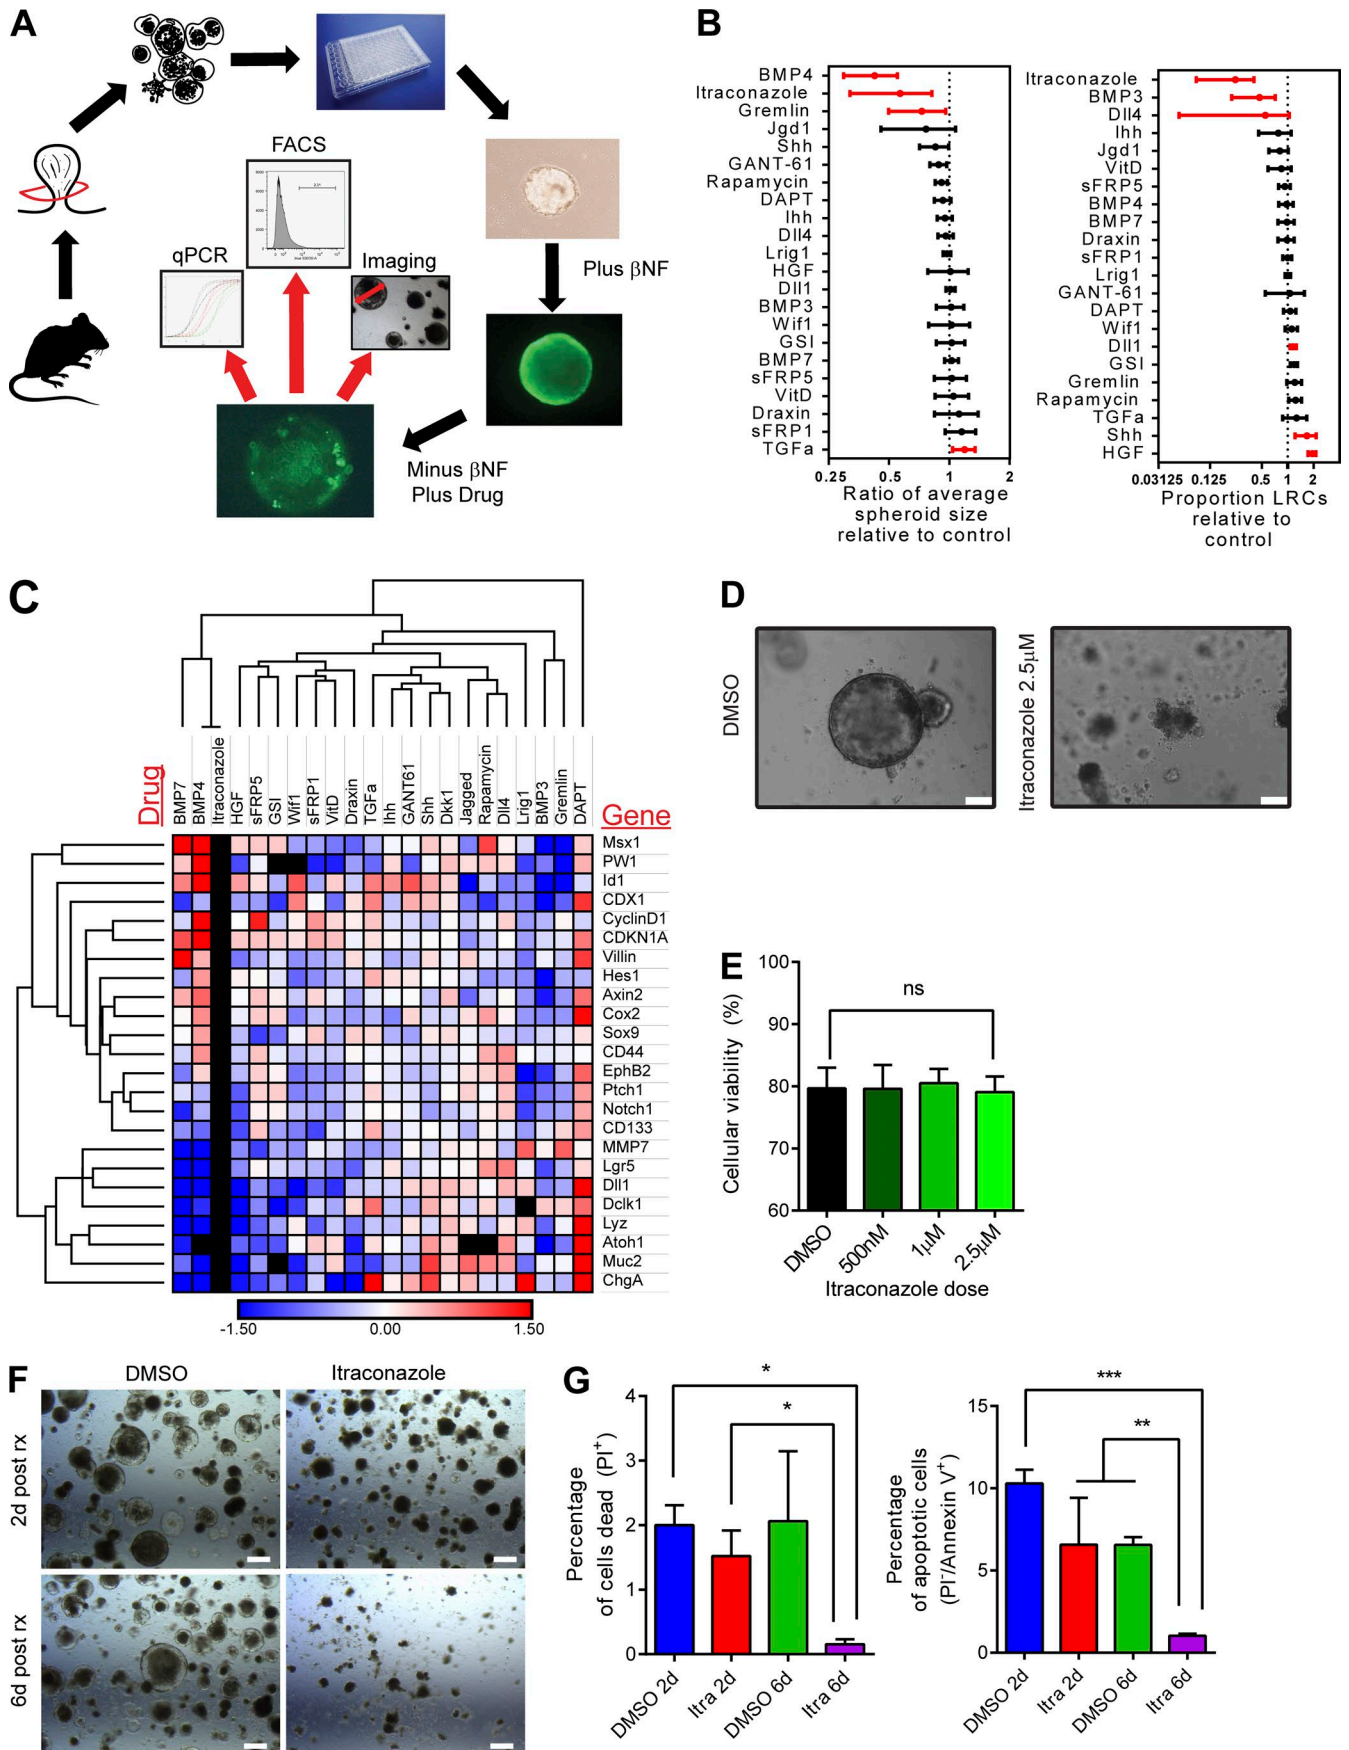 A
FACS
qPCR
Imaging
Plus βNF
Minus βNF
Plus Drug
B
BMP4
Itraconazole
Gremlin
Jgd1
Shh
GANT-61
Rapamycin
DAPT
Ihh
Dll4
Lrig1
HGF
Dll1
BMP3
Wif1
GSI
BMP7
sFRP5
VitD
Draxin
sFRP1
TGFa
0.25 0.5 1 2
Ratio of average
spheroid size
relative to control
Itraconazole
BMP3
Dll4
Ihh
Jgd1
VitD
sFRP5
BMP4
BMP7
Draxin
sFRP1
Lrig1
GANT-61
DAPT
Wif1
Dll1
GSI
Gremlin
Rapamycin
TGFa
Shh
HGF
0.03125 0.125 0.5 1 2
Proportion LRCs
relative to
control
C
Drug
BMP7
BMP4
Itraconazole
HGF
sFRP5
GSI
Wif1
sFRP1
VitD
Draxin
TGFa
Ihh
GANT61
Shh
Dkk1
Jagged
Rapamycin
Dll4
Lrig1
BMP3
Gremlin
DAPT
Gene
Msx1
PW1
Id1
CDX1
CyclinD1
CDKN1A
Villin
Hes1
Axin2
Cox2
Sox9
CD44
EphB2
Ptch1
Notch1
CD133
MMP7
Lgr5
Dll1
Dclk1
Lyz
Atoh1
Muc2
ChgA
-1.50 0.00 1.50
D
DMSO
Itraconazole 2.5µM
E
Cellular viability (%)
100
90
80
70
60
ns
DMSO
500nM
1µM
2.5µM
Itraconazole dose
F
DMSO Itraconazole
2d post rx
6d post rx
G
Percentage
of cells dead (PI+)
4
3
2
1
0
*
*
DMSO 2d
Itra 2d
DMSO 6d
Itra 6d
Percentage
of apoptotic cells
(PI-/Annexin V+)
15
10
5
0
***
**
DMSO 2d
Itra 2d
DMSO 6d
Itra 6d